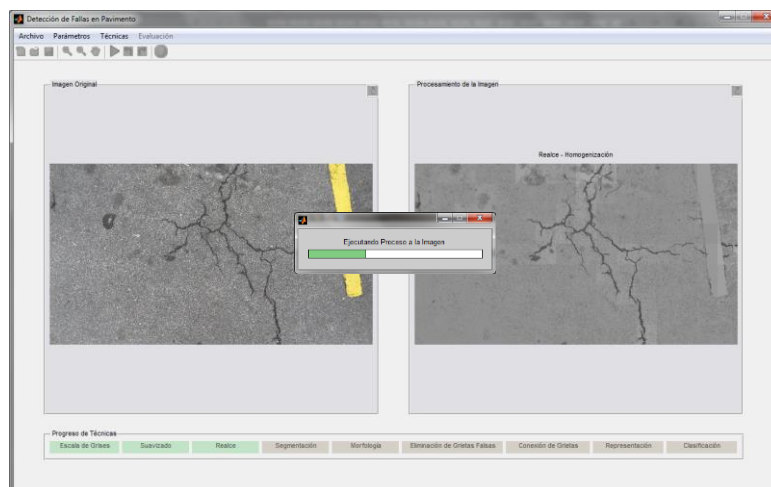 Detección de Fallas en Pavimento
Archivo Parámetros Técnicas Evaluación
Imagen Original
Procesamiento de la Imagen
Realce - Homogenización
Ejecutando Proceso a la Imagen
Progreso de Técnicas
Escala de Grises Suavizado Realce Segmentación Morfología Eliminación de Grietas Falsas Conexión de Grietas Representación Clasificación